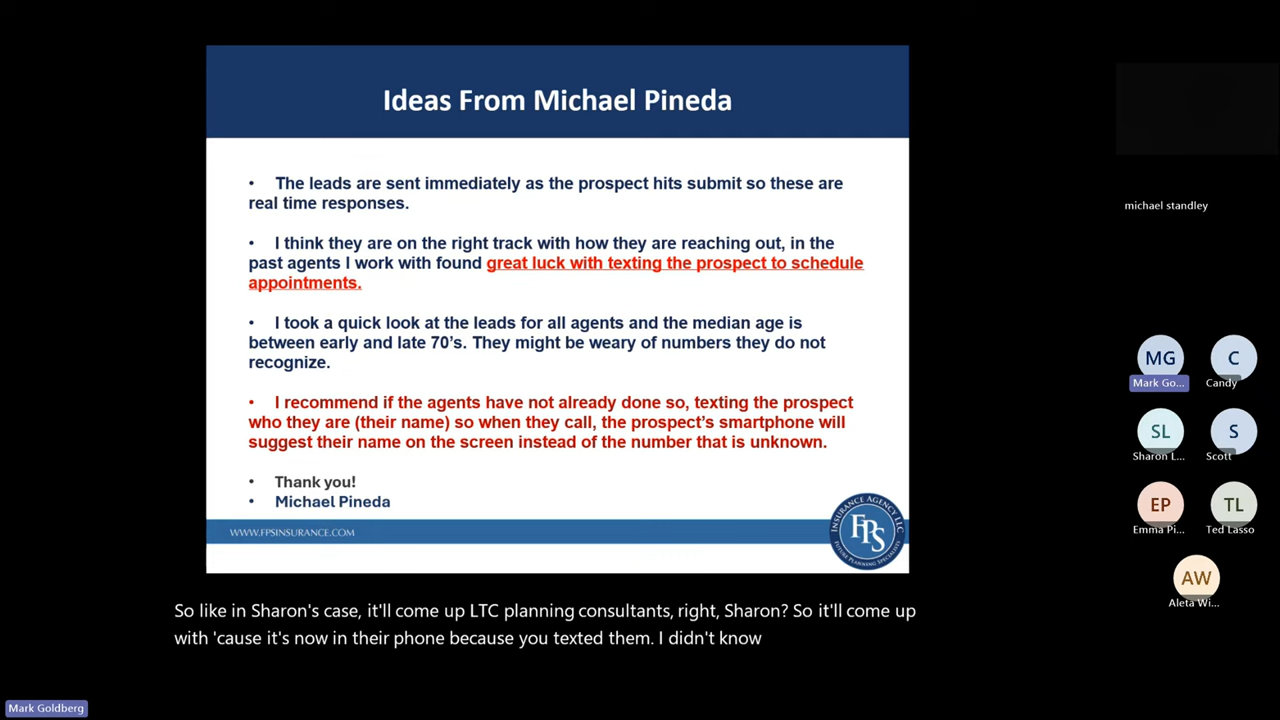 Ideas From Michael Pineda
• The leads are sent immediately as the prospect hits submit so these are
real time responses.
• I think they are on the right track with how they are reaching out, in the
past agents I work with found great luck with texting the prospect to schedule
appointments.
• I took a quick look at the leads for all agents and the median age is
between early and late 70’s. They might be weary of numbers they do not
recognize.
• I recommend if the agents have not already done so, texting the prospect
who they are (their name) so when they call, the prospect’s smartphone will
suggest their name on the screen instead of the number that is unknown.
• Thank you!
• Michael Pineda
WWW.FPSINSURANCE.COM
INSURANCE AGENCY LLC
FPS
FUTURE PLANNING SPECIALISTS
michael standley
MG
Mark Go...
C
Candy
SL
Sharon L...
S
Scott
EP
Emma Pi...
TL
Ted Lasso
AW
Aleta Wi...
So like in Sharon's case, it'll come up LTC planning consultants, right, Sharon? So it'll come up
with 'cause it's now in their phone because you texted them. I didn't know
Mark Goldberg